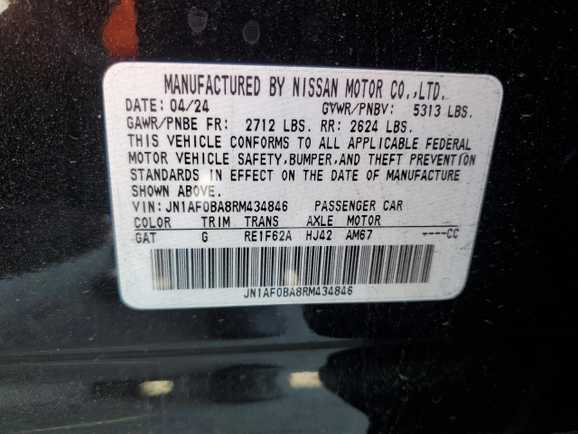 MANUFACTURED BY NISSAN MOTOR CO.,LTD.
DATE: 04/24 GVWR/PNBV: 5313 LBS.
GAWR/PNBE FR: 2712 LBS. RR: 2624 LBS.
THIS VEHICLE CONFORMS TO ALL APPLICABLE FEDERAL
MOTOR VEHICLE SAFETY,BUMPER,AND THEFT PREVENTION
STANDARDS IN EFFECT ON THE DATE OF MANUFACTURE
SHOWN ABOVE.
VIN: JN1AF0BA8RM434846 PASSENGER CAR
COLOR TRIM TRANS AXLE MOTOR
GAT G RE1F62A HJ42 AM67 ----CC
JN1AF0BA8RM434846